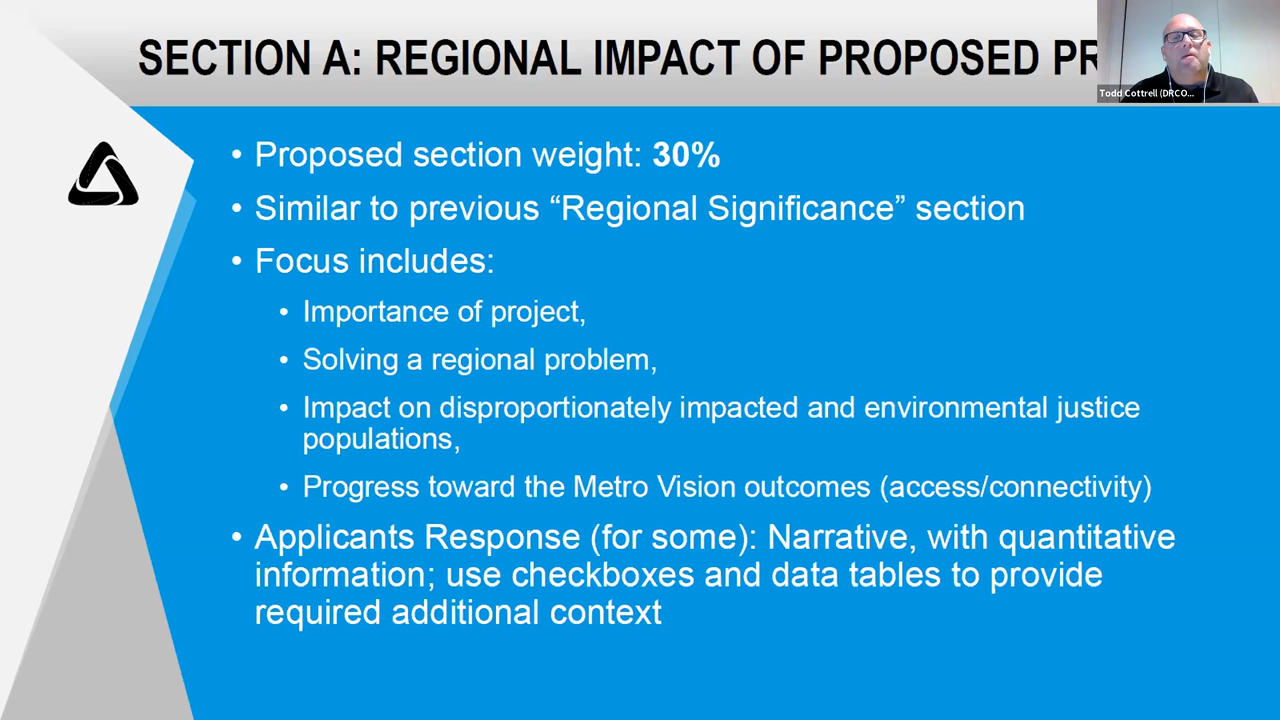 SECTION A: REGIONAL IMPACT OF PROPOSED PR
Todd Cottrell (DRCO...
• Proposed section weight: 30%
• Similar to previous “Regional Significance” section
• Focus includes:
• Importance of project,
• Solving a regional problem,
• Impact on disproportionately impacted and environmental justice
populations,
• Progress toward the Metro Vision outcomes (access/connectivity)
• Applicants Response (for some): Narrative, with quantitative
information; use checkboxes and data tables to provide
required additional context